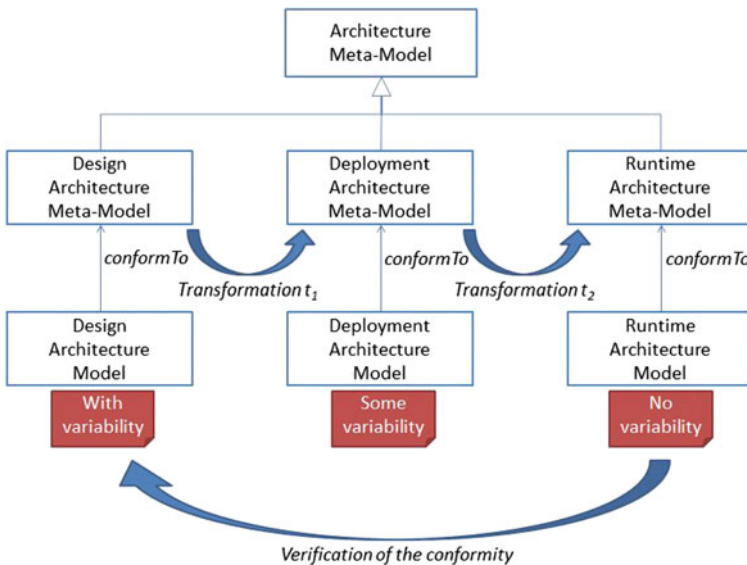 Architecture
Meta-Model
Design
Architecture
Meta-Model
Deployment
Architecture
Meta-Model
Runtime
Architecture
Meta-Model
conformTo
Transformation t1
conformTo
Transformation t2
conformTo
Design
Architecture
Model
Deployment
Architecture
Model
Runtime
Architecture
Model
With
variability
Some
variability
No
variability
Verification of the conformity